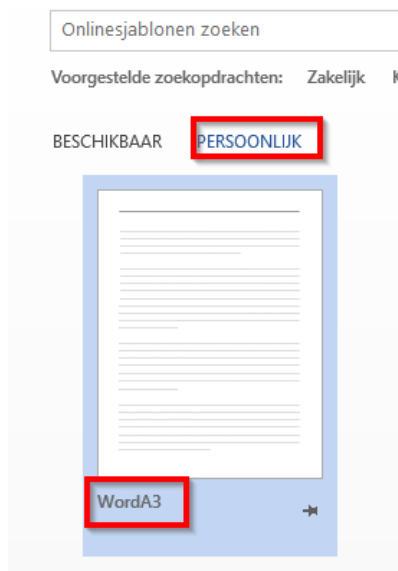 Onlinesjablonen zoeken
Voorgestelde zoekopdrachten: Zakelijk
BESCHIKBAAR PERSOONLIJK
WordA3